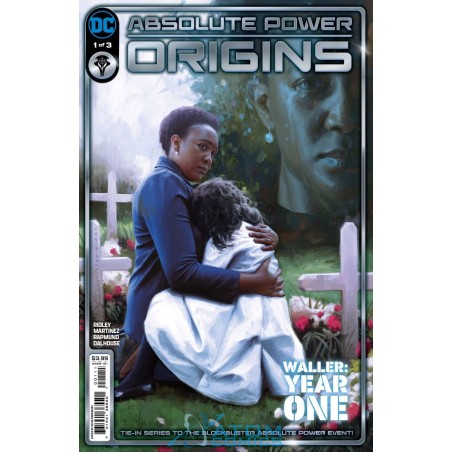 DC
ABSOLUTE POWER
1 of 3
ORIGINS
RIDLEY
MARTINEZ
RAPMUND
DALHOUSE
$3.99
WALLER:
YEAR
ONE
TIE-IN SERIES TO THE BLOCKBUSTER ABSOLUTE POWER EVENT!